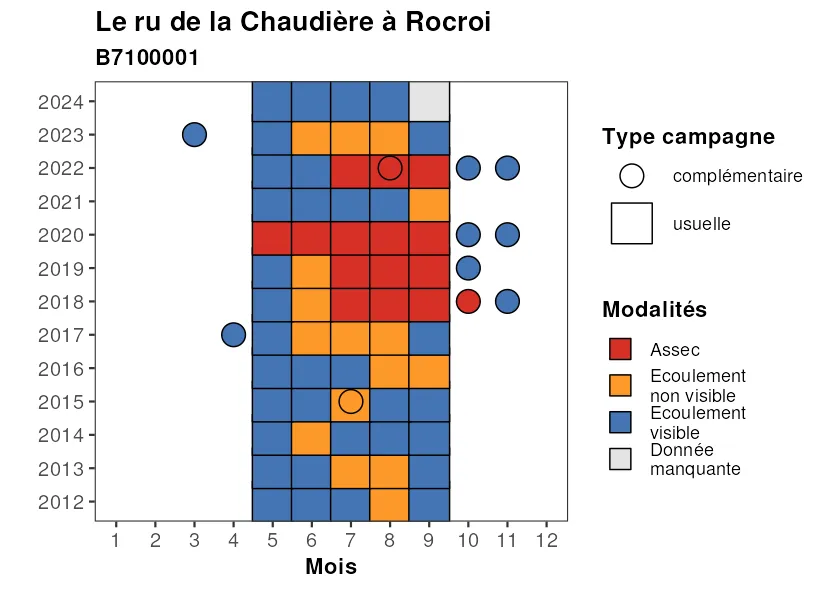 Le ru de la Chaudière à Rocroi
B7100001
2024
2023
2022
2021
2020
2019
2018
2017
2016
2015
2014
2013
2012
1 2 3 4 5 6 7 8 9 10 11 12
Mois
Type campagne
complémentaire
usuelle
Modalités
Assec
Ecoulement
non visible
Ecoulement
visible
Donnée
manquante